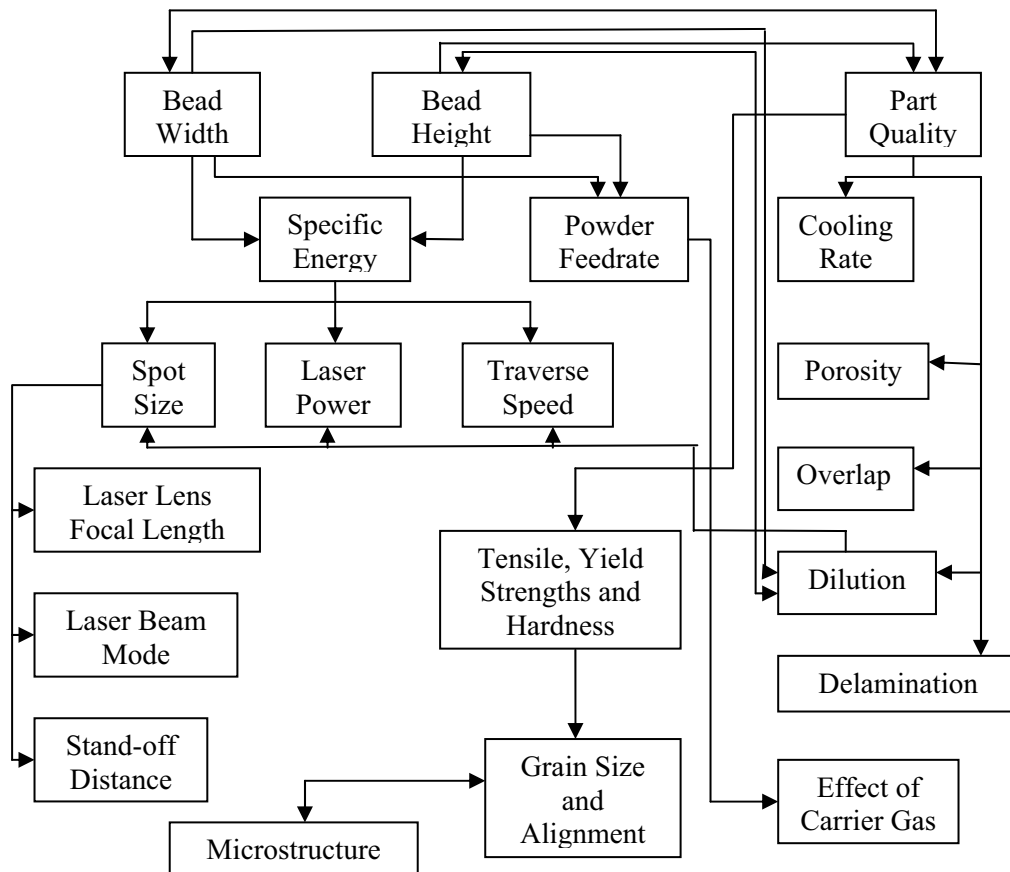 Bead
Width
Bead
Height
Part
Quality
Specific
Energy
Powder
Feedrate
Cooling
Rate
Spot
Size
Laser
Power
Traverse
Speed
Porosity
Overlap
Laser Lens
Focal Length
Tensile, Yield
Strengths and
Hardness
Dilution
Laser Beam
Mode
Delamination
Stand-off
Distance
Grain Size
and
Alignment
Effect of
Carrier Gas
Microstructure